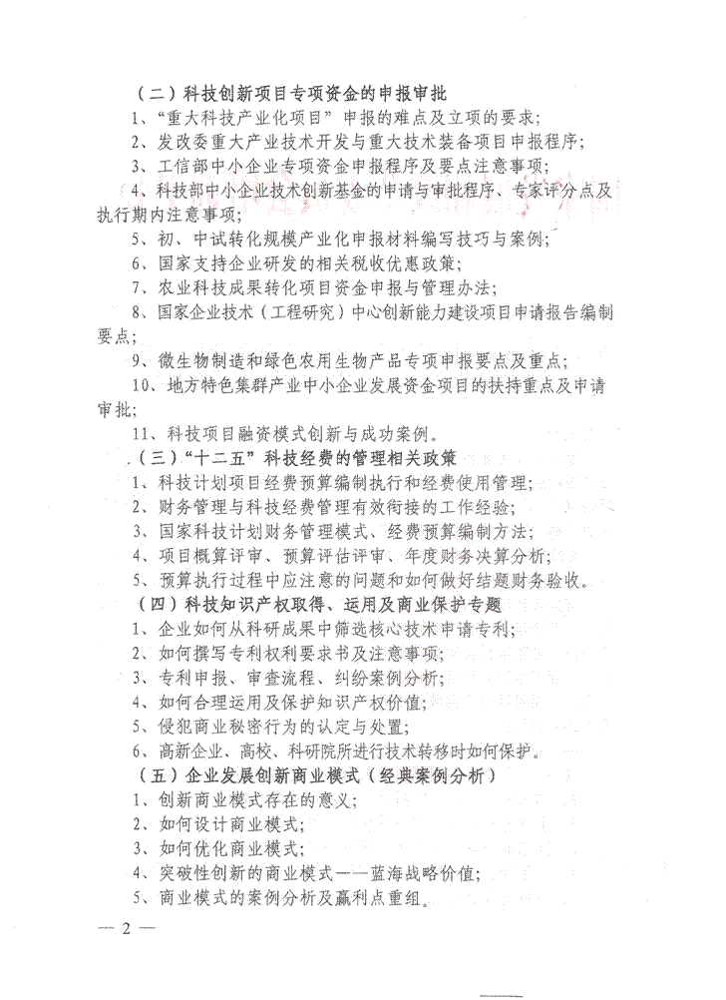 （二）科技创新项目专项资金的申报审批
1、“重大科技产业化项目”申报的难点及立项的要求；
2、发改委重大产业技术开发与重大技术装备项目申报程序；
3、工信部中小企业专项资金申报程序及要点注意事项；
4、科技部中小企业技术创新基金的申请与审批程序、专家评分点及
执行期内注意事项；
5、初、中试转化规模产业化申报材料编写技巧与案例；
6、国家支持企业研发的相关税收优惠政策；
7、农业科技成果转化项目资金申报与管理办法；
8、国家企业技术（工程研究）中心创新能力建设项目申请报告编制
要点；
9、微生物制造和绿色农用生物产品专项申报要点及重点；
10、地方特色集群产业中小企业发展资金项目的扶持重点及申请
审批；
11、科技项目融资模式创新与成功案例。
（三）“十二五”科技经费的管理相关政策
1、科技计划项目经费预算编制执行和经费使用管理；
2、财务管理与科技经费管理有效衔接的工作经验；
3、国家科技计划财务管理模式、经费预算编制方法；
4、项目概算评审、预算评估评审、年度财务决算分析；
5、预算执行过程中应注意的问题和如何做好结题财务验收。
（四）科技知识产权取得、运用及商业保护专题
1、企业如何从科研成果中筛选核心技术申请专利；
2、如何撰写专利权利要求书及注意事项；
3、专利申报、审查流程、纠纷案例分析；
4、如何合理运用及保护知识产权价值；
5、侵犯商业秘密行为的认定与处置；
6、高新企业、高校、科研院所进行技术转移时如何保护。
（五）企业发展创新商业模式（经典案例分析）
1、创新商业模式存在的意义；
2、如何设计商业模式；
3、如何优化商业模式；
4、突破性创新的商业模式——蓝海战略价值；
5、商业模式的案例分析及赢利点重组。
— 2 —